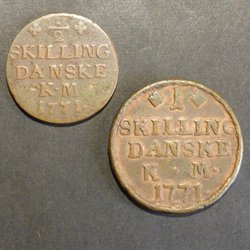 1/2
SKILLING
DANSKE
K·M
1771
1
SKILLING
DANSKE
K·M·
1771